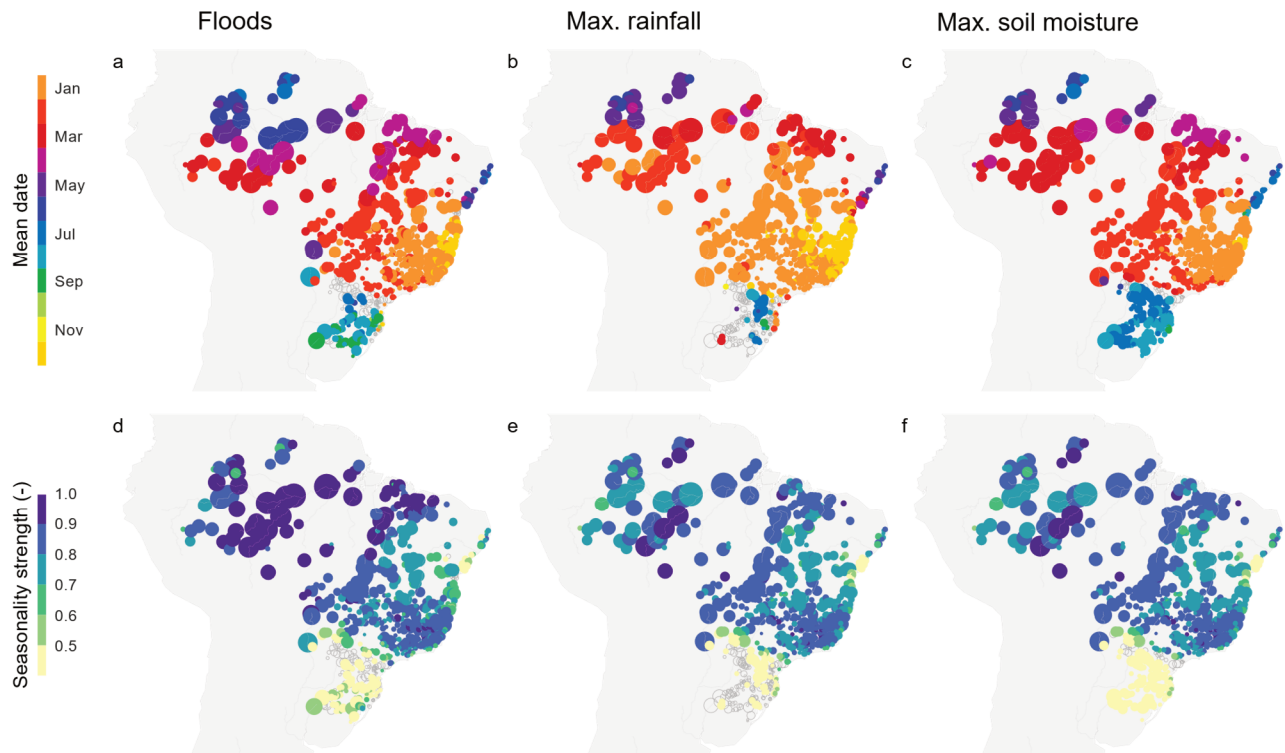 Floods
Max. rainfall
Max. soil moisture
a
b
c
Mean date
Jan
Mar
May
Jul
Sep
Nov
d
e
f
Seasonality strength (-)
1.0
0.9
0.8
0.7
0.6
0.5